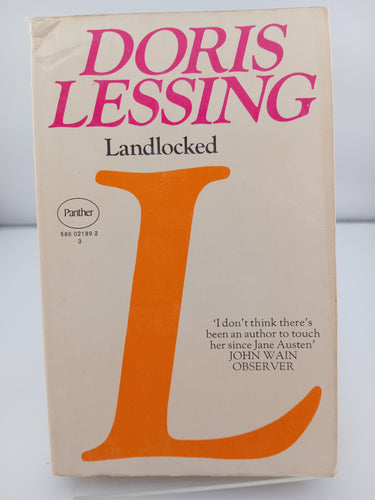 DORIS
LESSING
Landlocked
Panther
586 02189 2
3
L
'I don't think there's
been an author to touch
her since Jane Austen'
JOHN WAIN
OBSERVER